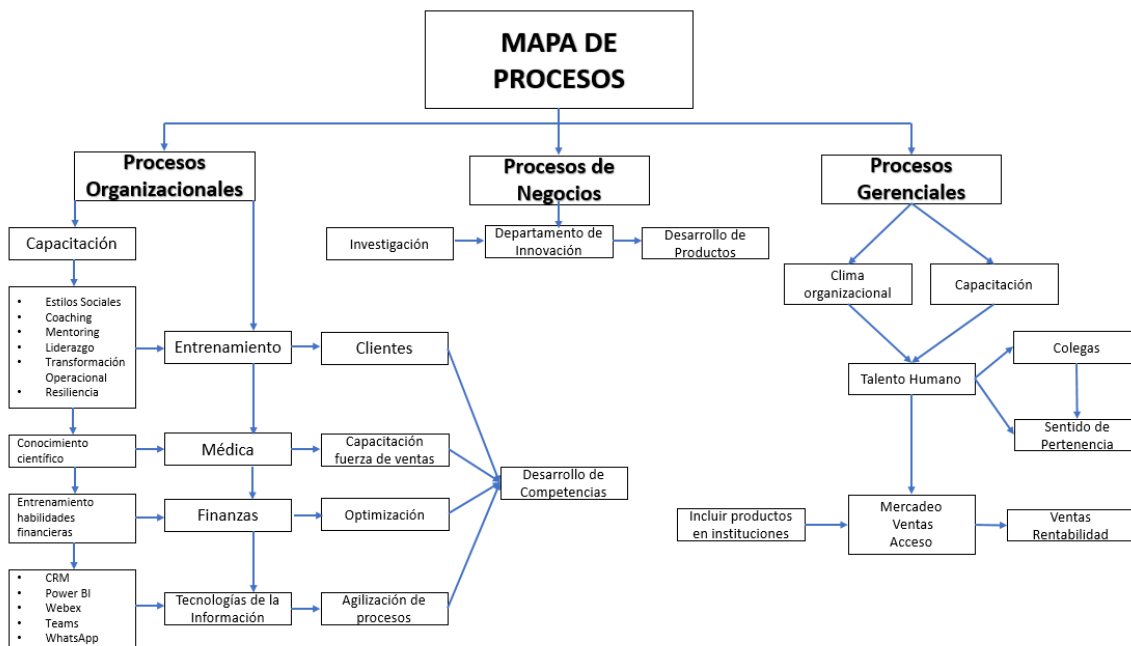 MAPA DE
PROCESOS
Procesos
Organizacionales
Procesos de
Negocios
Procesos
Gerenciales
Capacitación
• Estilos Sociales
• Coaching
• Mentoring
• Liderazgo
• Transformación
Operacional
• Resiliencia
Entrenamiento
Clientes
Conocimiento
científico
Médica
Capacitación
fuerza de ventas
Entrenamiento
habilidades
financieras
Finanzas
Optimización
• CRM
• Power BI
• Webex
• Teams
• WhatsApp
Tecnologías de la
Información
Agilización de
procesos
Desarrollo de
Competencias
Investigación
Departamento de
Innovación
Desarrollo de
Productos
Clima
organizacional
Capacitación
Talento Humano
Colegas
Sentido de
Pertenencia
Incluir productos
en instituciones
Mercadeo
Ventas
Acceso
Ventas
Rentabilidad